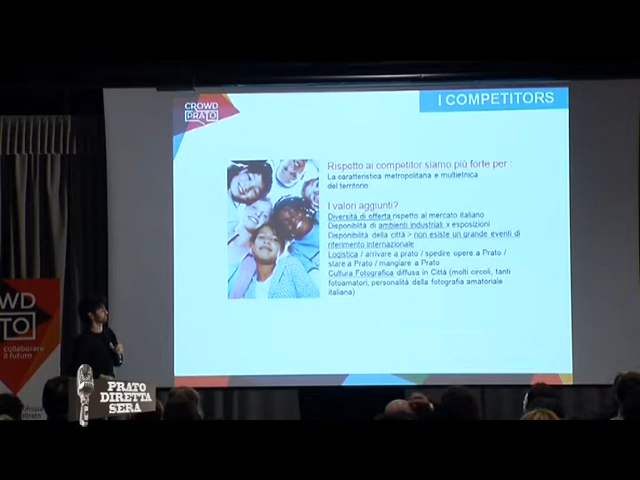 I COMPETITORS
CROWD
PRATO
Rispetto ai competitor siamo più forte per :
La caratteristica metropolitana e multietnica
del territorio
I valori aggiunti?
Diversità di offerta rispetto al mercato italiano
Disponibilità di ambienti industriali x esposizioni
Disponibilità della città > non esiste un grande eventi di
riferimento internazionale
Logistica / arrivare a prato / spedire opere a Prato /
stare a Prato / mangiare a Prato
Cultura Fotografica diffusa in Città (molti circoli, tanti
fotoamatori, personalità della fotografia amatoriale
italiana)
collaborare
il futuro
PRATO
DIRETTA
SERA